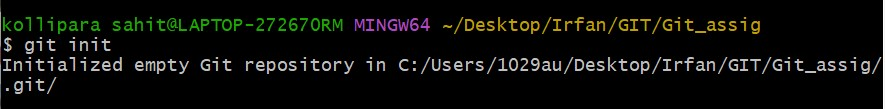 kollipara sahit@LAPTOP-27267ORM MINGW64 ~/Desktop/Irfan/GIT/Git_assig
$ git init
Initialized empty Git repository in C:/Users/1029au/Desktop/Irfan/GIT/Git_assig/
.git/